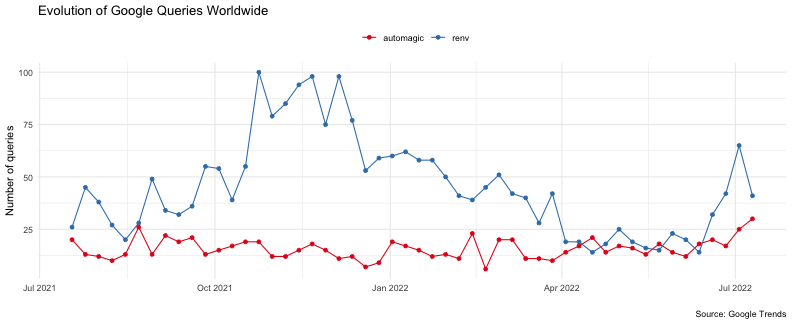 Evolution of Google Queries Worldwide
automagic renv
Number of queries
100
75
50
25
Jul 2021 Oct 2021 Jan 2022 Apr 2022 Jul 2022
Source: Google Trends